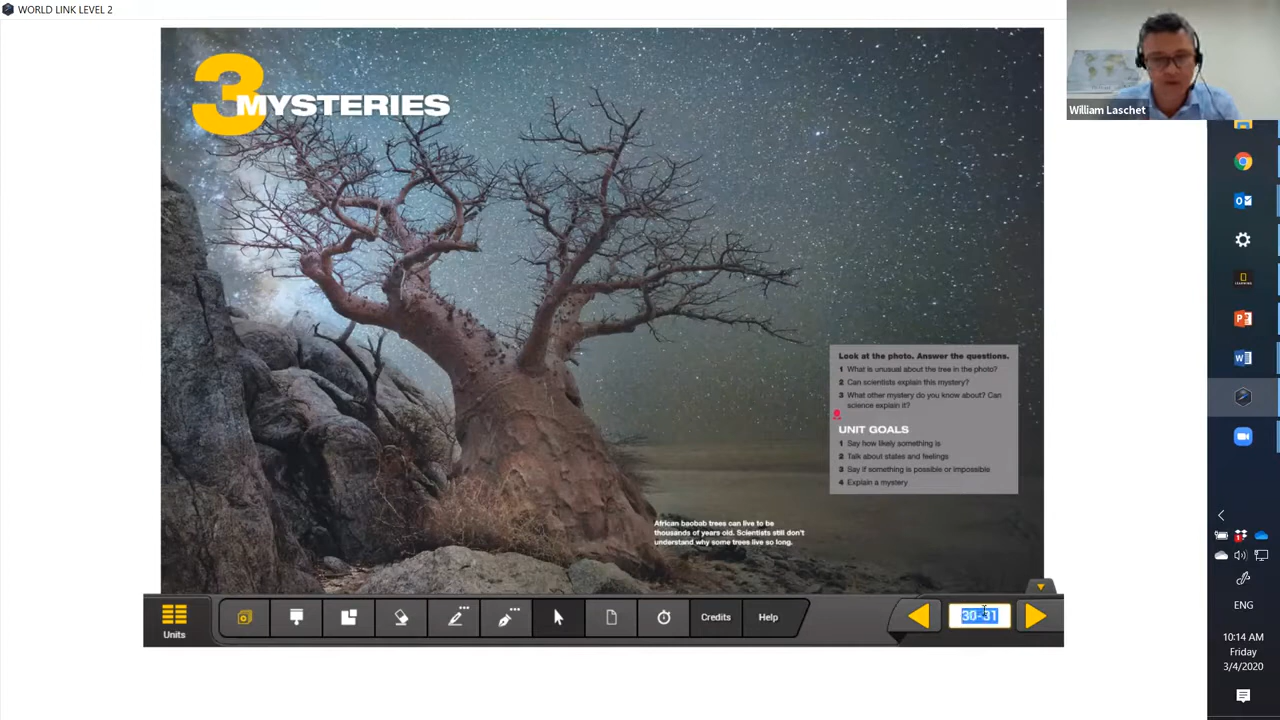 WORLD LINK LEVEL 2
3
MYSTERIES
Look at the photo. Answer the questions.
1 What is unusual about the tree in the photo?
2 Can scientists explain this mystery?
3 What other mystery do you know about? Can
science explain it?
UNIT GOALS
1 Say how likely something is
2 Talk about states and feelings
3 Say if something is possible or impossible
4 Explain a mystery
African baobab trees can live to be
thousands of years old. Scientists still don't
understand why some trees live so long.
Units
Credits
Help
30-31
William Laschet
LEARNING
ENG
10:14 AM
Friday
3/4/2020